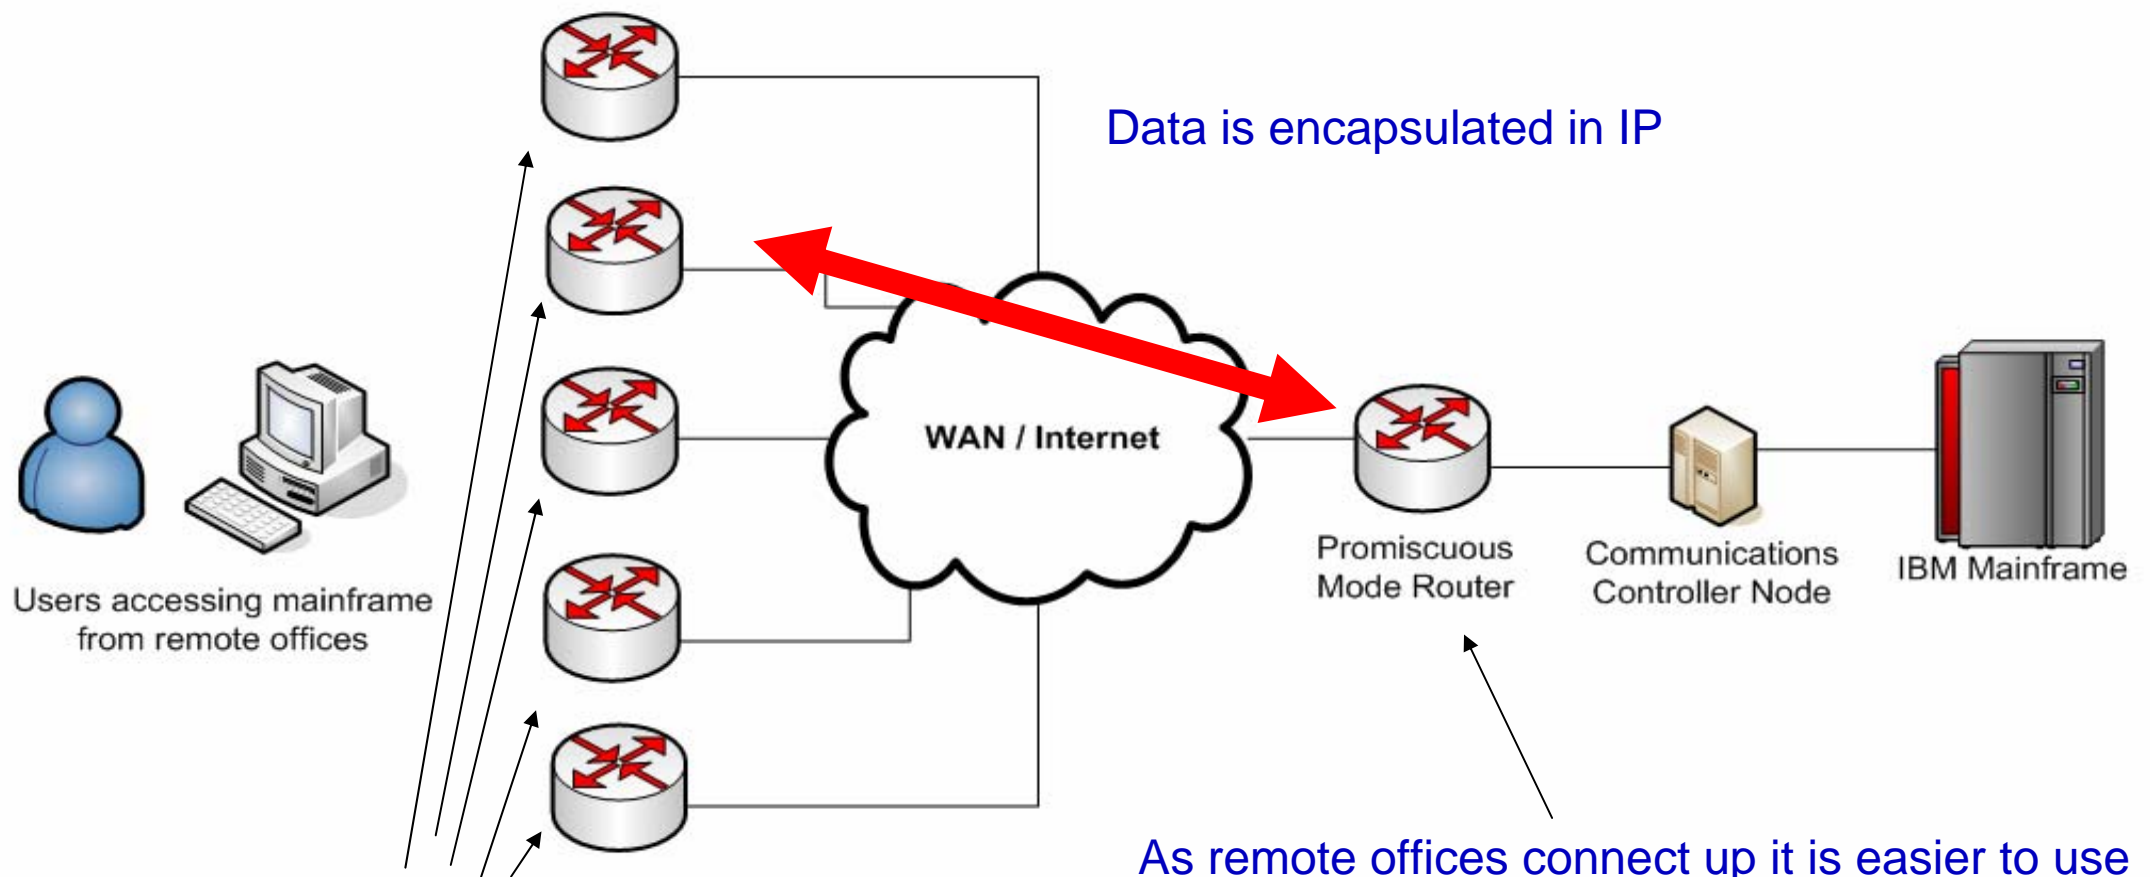 Data is encapsulated in IP
WAN / Internet
Users accessing mainframe
from remote offices
Promiscuous
Mode Router
Communications
Controller Node
IBM Mainframe
As remote offices connect up it is easier to use